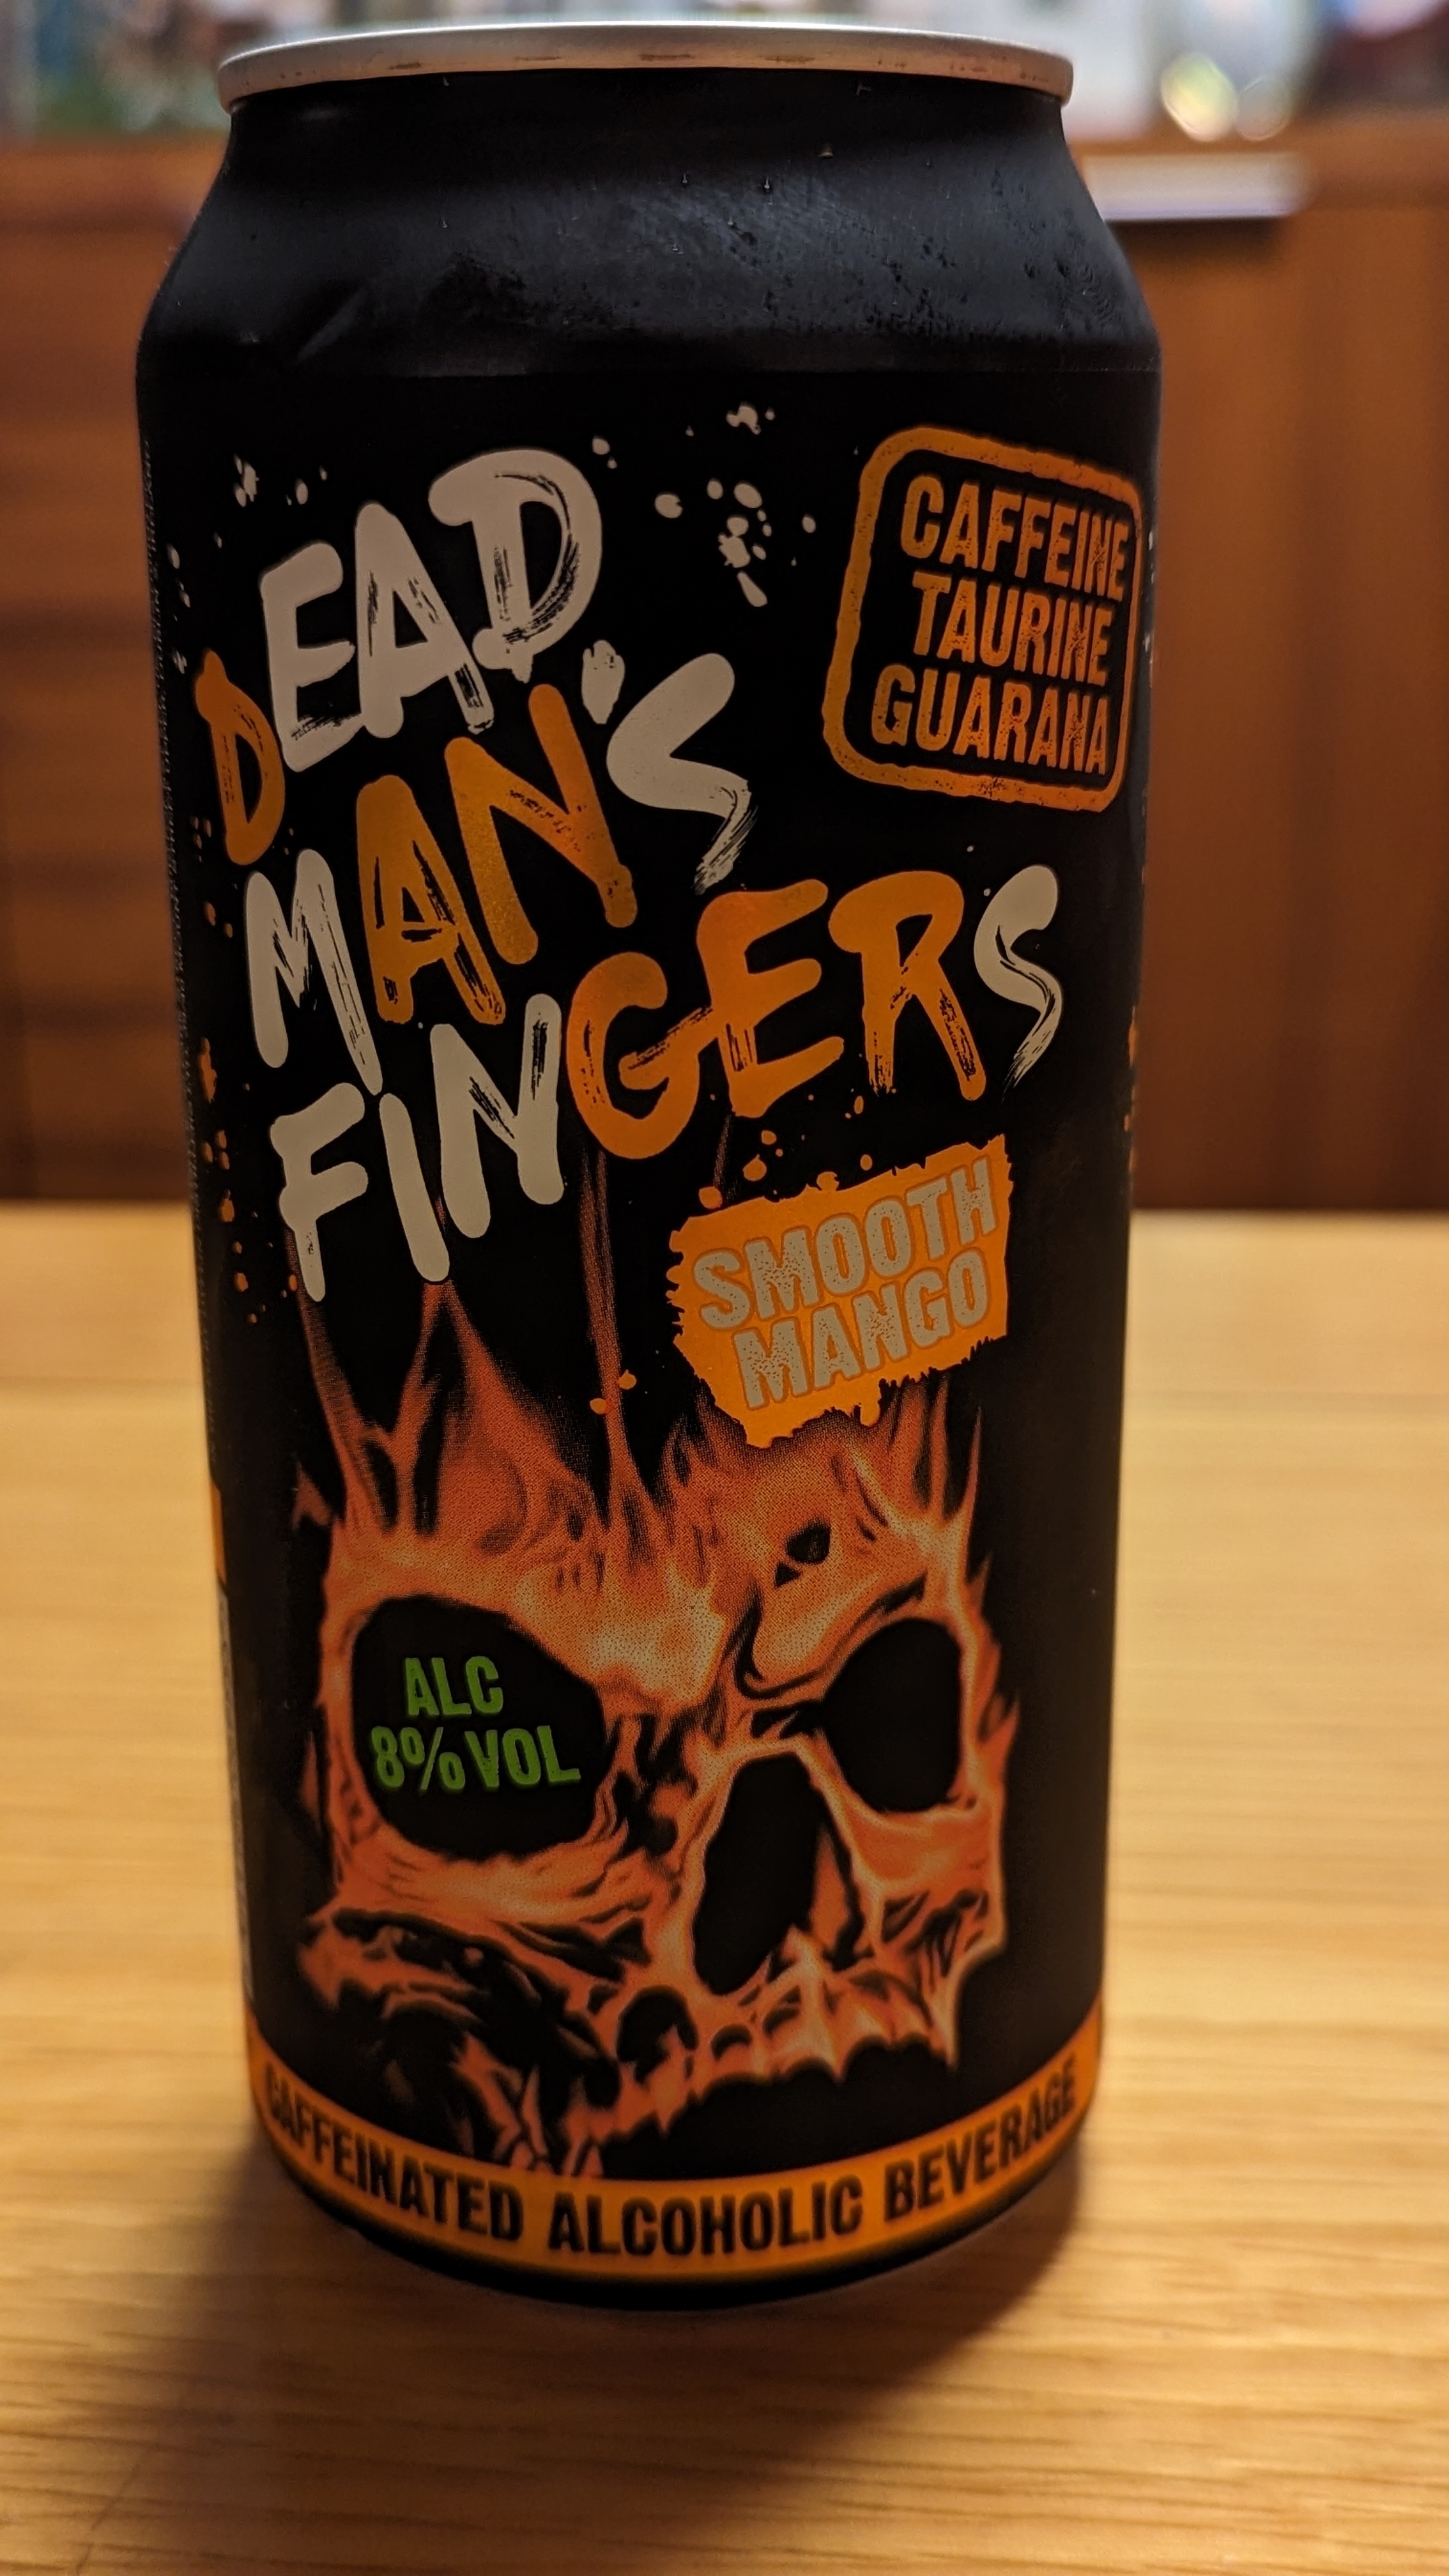 DEAD
MAN'S
FINGERS
CAFFEINE
TAURINE
GUARANA
SMOOTH
MANGO
ALC
8% VOL
CAFFEINATED ALCOHOLIC BEVERAGE